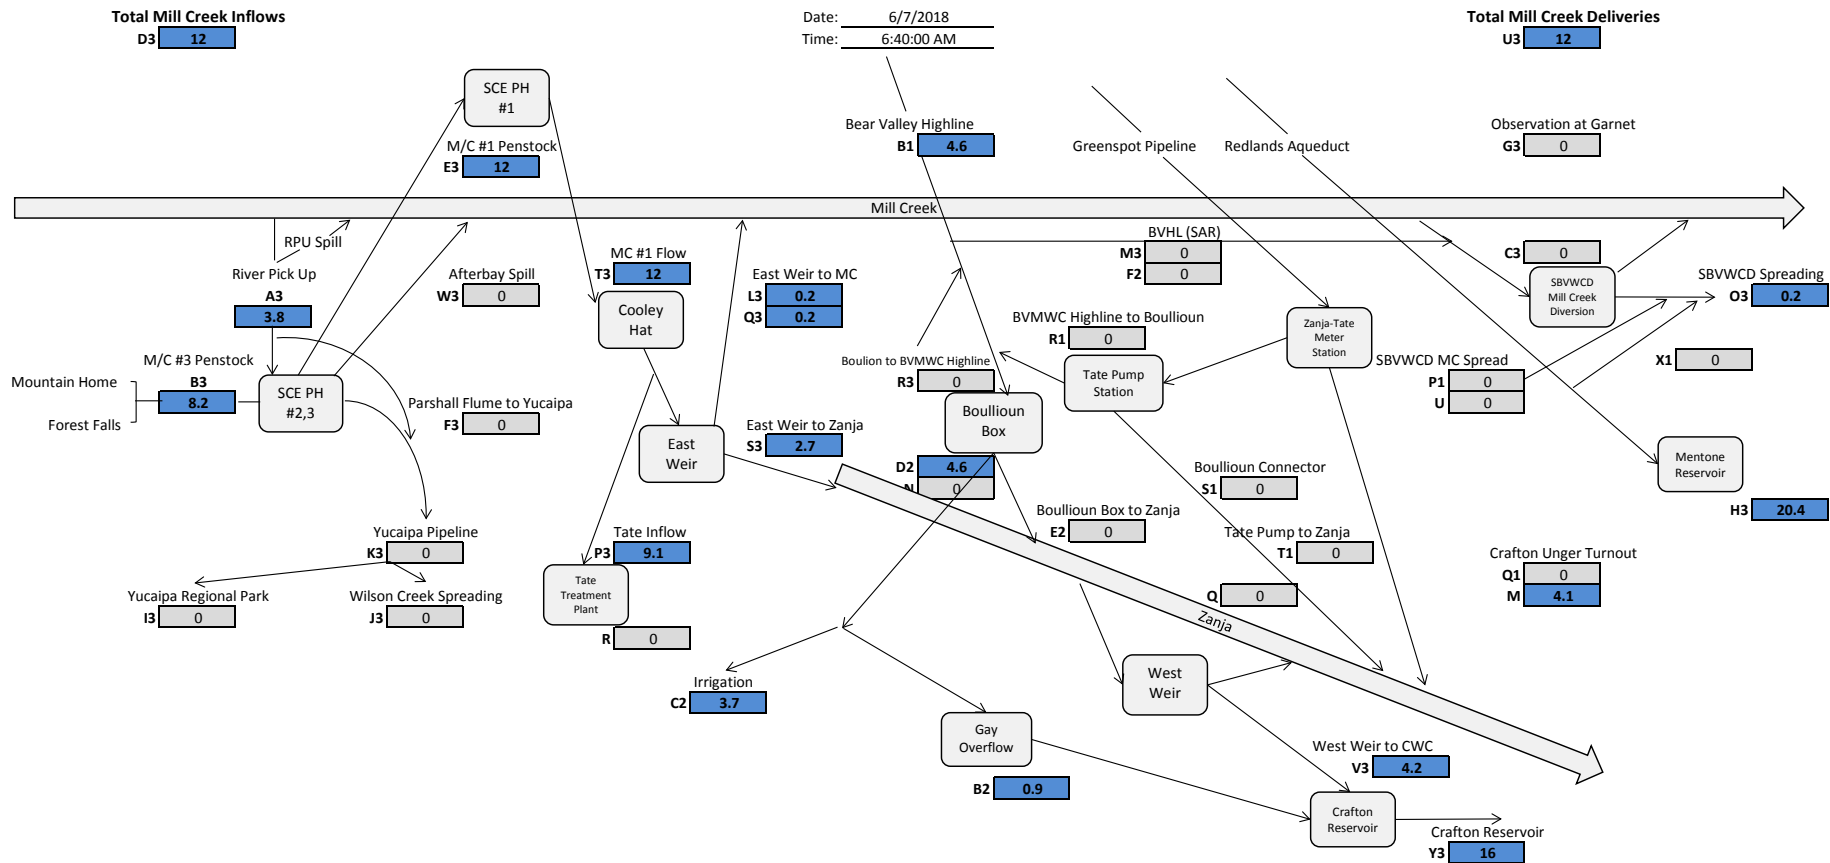 Total Mill Creek Inflows
D3 12
Date: 6/7/2018
Time: 6:40:00 AM
Total Mill Creek Deliveries
U3 12
SCE PH
#1
M/C #1 Penstock
E3 12
Bear Valley Highline
B1 4.6
Greenspot Pipeline
Redlands Aqueduct
Observation at Garnet
G3 0
Mill Creek
RPU Spill
River Pick Up
A3
3.8
Afterbay Spill
W3 0
MC #1 Flow
T3 12
Cooley
Hat
East Weir to MC
L3 0.2
Q3 0.2
BVHL (SAR)
M3 0
F2 0
C3 0
SBVWCD
Mill Creek
Diversion
SBVWCD Spreading
O3 0.2
BVMWC Highline to Boullioun
R1 0
Zanja-Tate
Meter
Station
M/C #3 Penstock
B3
8.2
Mountain Home
Forest Falls
SCE PH
#2,3
Parshall Flume to Yucaipa
F3 0
Boulion to BVMWC Highline
R3 0
Tate Pump
Station
SBVWCD MC Spread
P1 0
U 0
X1 0
Boullioun
Box
East
Weir
East Weir to Zanja
S3 2.7
D2 4.6
N 0
Boullioun Connector
S1 0
Mentone
Reservoir
H3 20.4
Boullioun Box to Zanja
E2 0
Tate Pump to Zanja
T1 0
Yucaipa Pipeline
K3 0
Tate Inflow
P3 9.1
Tate
Treatment
Plant
R 0
Crafton Unger Turnout
Q1 0
M 4.1
Yucaipa Regional Park
I3 0
Wilson Creek Spreading
J3 0
Q 0
Zanja
Irrigation
C2 3.7
West
Weir
Gay
Overflow
B2 0.9
West Weir to CWC
V3 4.2
Crafton
Reservoir
Crafton Reservoir
Y3 16